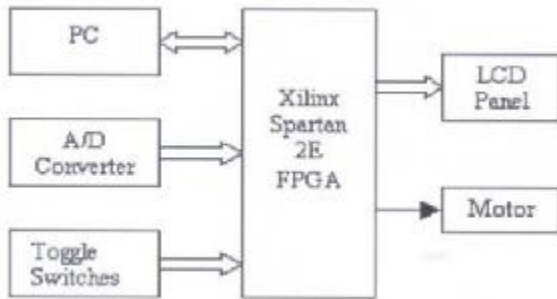 PC
A/D
Converter
Toggle
Switches
Xilinx
Spartan
2E
FPGA
LCD
Panel
Motor